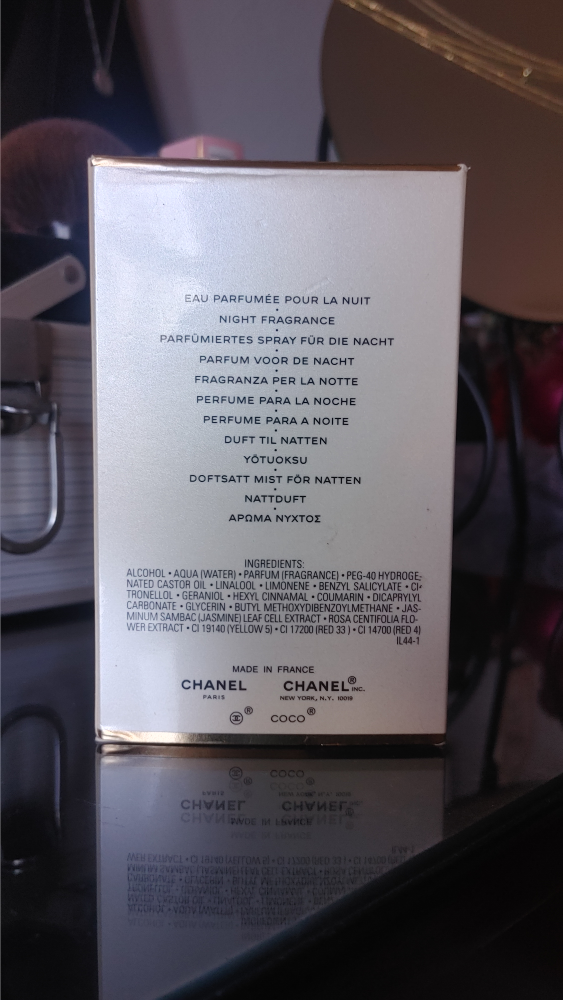 EAU PARFUMÉE POUR LA NUIT
NIGHT FRAGRANCE
PARFÜMIERTES SPRAY FÜR DIE NACHT
PARFUM VOOR DE NACHT
FRAGRANZA PER LA NOTTE
PERFUME PARA LA NOCHE
PERFUME PARA A NOITE
DUFT TIL NATTEN
YÖTUOKSU
DOFTSATT MIST FÖR NATTEN
NATTDUFT
ΑΡΩΜΑ ΝΥΧΤΟΣ
INGREDIENTS:
ALCOHOL • AQUA (WATER) • PARFUM (FRAGRANCE) • PEG-40 HYDROGE-
NATED CASTOR OIL • LINALOOL • LIMONENE • BENZYL SALICYLATE • CI-
TRONELLOL • GERANIOL • HEXYL CINNAMAL • COUMARIN • DICAPRYLYL
CARBONATE • GLYCERIN • BUTYL METHOXYDIBENZOYLMETHANE • JAS-
MINUM SAMBAC (JASMINE) LEAF CELL EXTRACT • ROSA CENTIFOLIA FLO-
WER EXTRACT • CI 19140 (YELLOW 5) • CI 17200 (RED 33 ) • CI 14700 (RED 4)
IL44-1
MADE IN FRANCE
CHANEL CHANEL® INC.
PARIS NEW YORK, N.Y. 10019
® COCO®